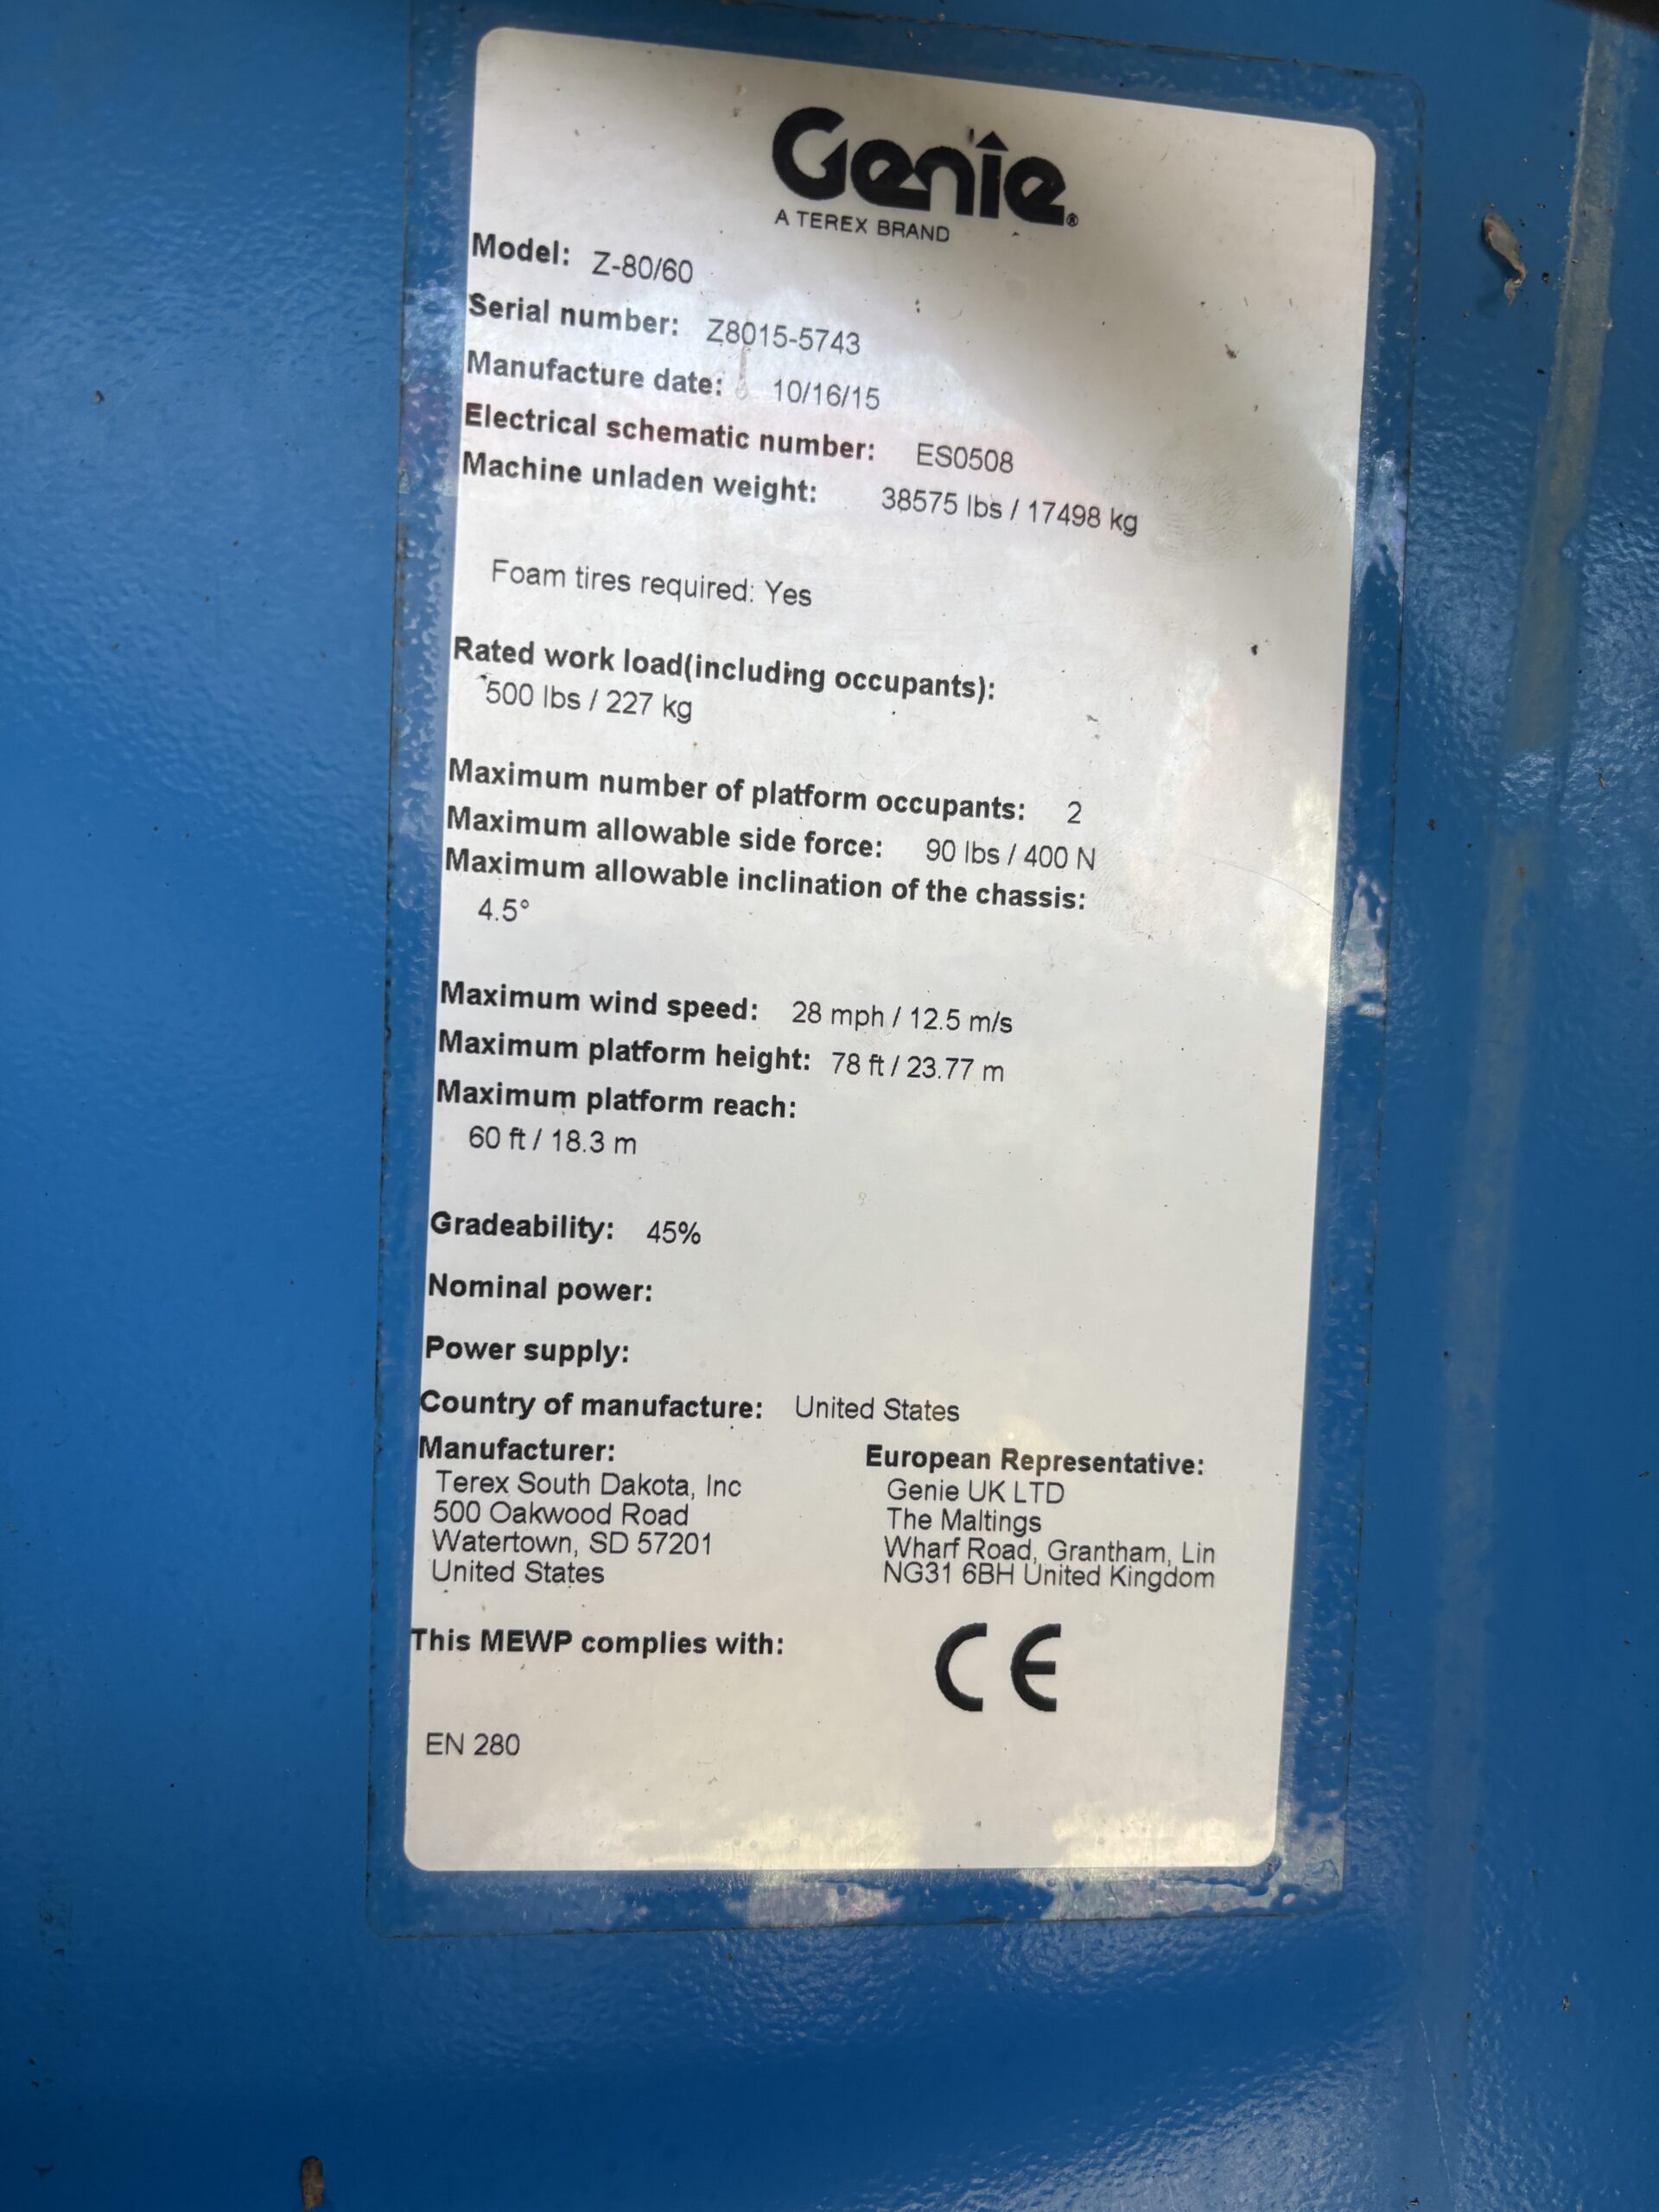 Genie®
A TEREX BRAND
Model: Z-80/60
Serial number: Z8015-5743
Manufacture date: 10/16/15
Electrical schematic number: ES0508
Machine unladen weight: 38575 lbs / 17498 kg
Foam tires required: Yes
Rated work load(including occupants):
500 lbs / 227 kg
Maximum number of platform occupants: 2
Maximum allowable side force: 90 lbs / 400 N
Maximum allowable inclination of the chassis:
4.5°
Maximum wind speed: 28 mph / 12.5 m/s
Maximum platform height: 78 ft / 23.77 m
Maximum platform reach:
60 ft / 18.3 m
Gradeability: 45%
Nominal power:
Power supply:
Country of manufacture: United States
Manufacturer:
Terex South Dakota, Inc
500 Oakwood Road
Watertown, SD 57201
United States
European Representative:
Genie UK LTD
The Maltings
Wharf Road, Grantham, Lin
NG31 6BH United Kingdom
This MEWP complies with:
CE
EN 280